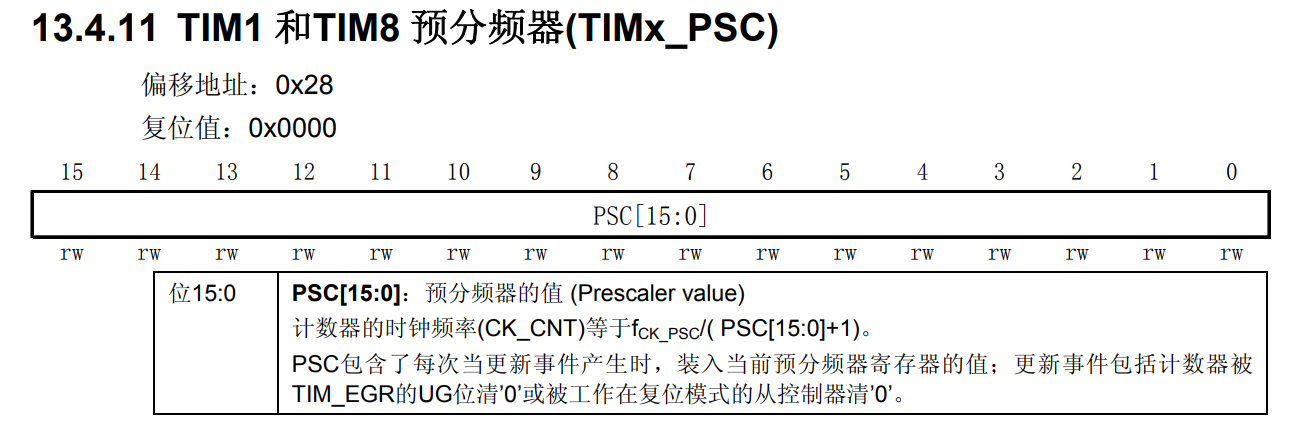 13.4.11 TIM1 和TIM8 预分频器(TIMx_PSC)
偏移地址：0x28
复位值：0x0000
15 14 13 12 11 10 9 8 7 6 5 4 3 2 1 0
PSC[15:0]
rw rw rw rw rw rw rw rw rw rw rw rw rw rw rw rw
位15:0 PSC[15:0]：预分频器的值 (Prescaler value)
计数器的时钟频率(CK_CNT)等于fCK_PSC/( PSC[15:0]+1)。
PSC包含了每次当更新事件产生时，装入当前预分频器寄存器的值；更新事件包括计数器被
TIM_EGR的UG位清’0’或被工作在复位模式的从控制器清’0’。